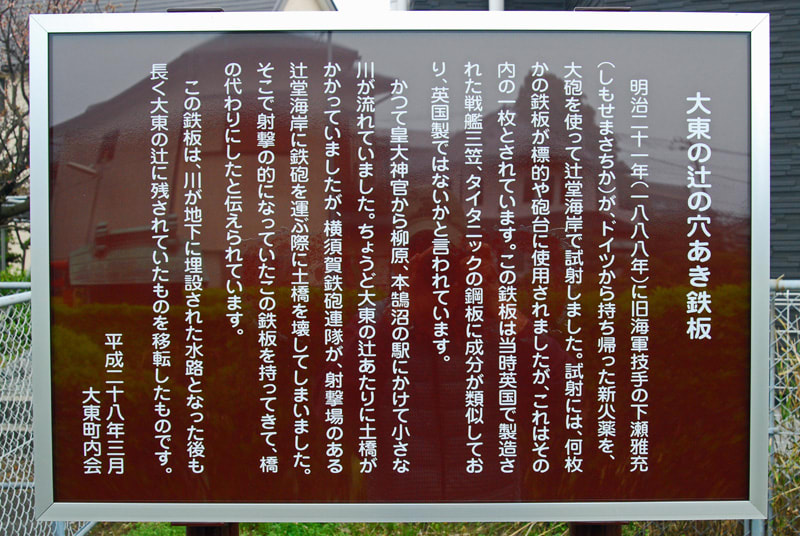 大東の辻の穴あき鉄板
明治二十一年(一八八八年)に旧海軍技手の下瀬雅充
(しもせまさちか)が、ドイツから持ち帰った新火薬を、
大砲を使って辻堂海岸で試射しました。試射には、何枚
かの鉄板が標的や砲台に使用されましたが、これはその
内の一枚とされています。この鉄板は当時英国で製造さ
れた戦艦三笠、タイタニックの鋼板に成分が類似してお
り、英国製ではないかと言われています。
かつて皇大神宮から柳原、本鵠沼の駅にかけて小さな
川が流れていました。ちょうど大東の辻あたりに土橋が
かかっていましたが、横須賀鉄砲連隊が、射撃場のある
辻堂海岸に鉄砲を運ぶ際に土橋を壊してしまいました。
そこで射撃の的になっていたこの鉄板を持ってきて、橋
の代わりにしたと伝えられています。
この鉄板は、川が地下に埋設された水路となった後も
長く大東の辻に残されていたものを移転したものです。
平成二十八年三月
大東町内会